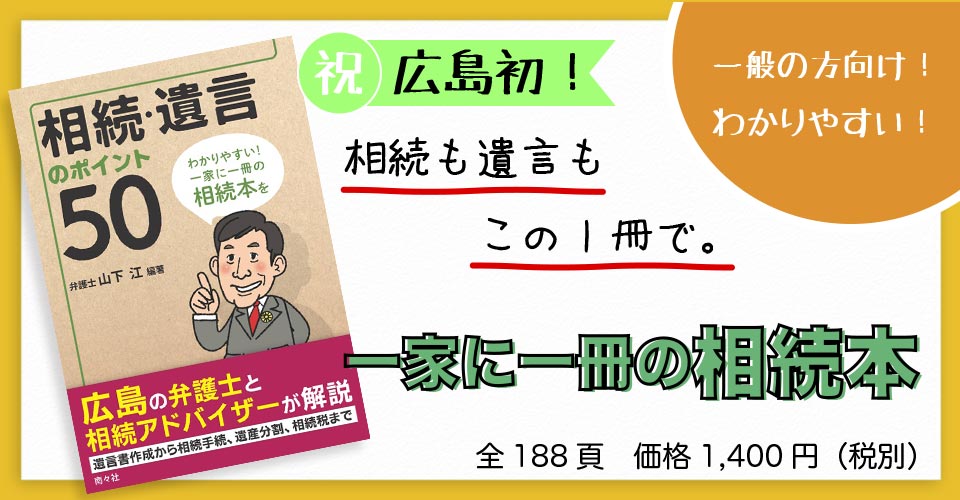 相続・遺言
のポイント
50
わかりやすい！
一家に一冊の
相続本を
弁護士 山下 江 編著
広島の弁護士と
相続アドバイザーが解説
遺言書作成から相続手続、遺産分割、相続税まで
南々社
祝 広島初！
一般の方向け！
わかりやすい！
相続も遺言も
この1冊で。
一家に一冊の相続本
全188頁　価格1,400円（税別）